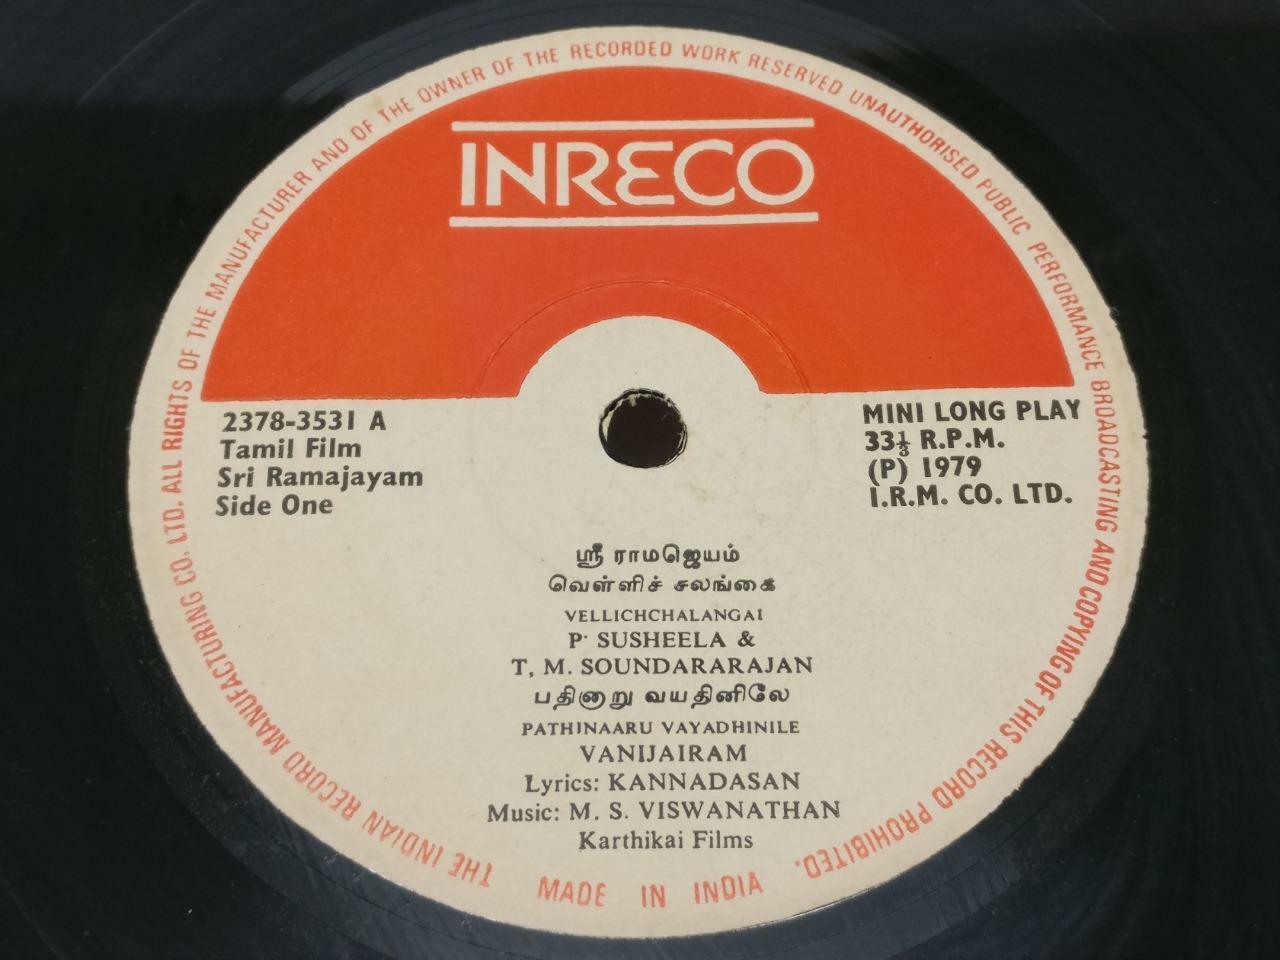 THE INDIAN RECORD MANUFACTURING CO. LTD. ALL RIGHTS OF THE MANUFACTURER AND OF THE OWNER OF THE RECORDED WORK RESERVED UNAUTHORISED PUBLIC PERFORMANCE BROADCASTING AND COPYING OF THIS RECORD PROHIBITED.
INRECO
2378-3531 A
Tamil Film
Sri Ramajayam
Side One
MINI LONG PLAY
33⅓ R.P.M.
(P) 1979
I.R.M. CO. LTD.
ஸ்ரீ ராமஜெயம்
வெள்ளிச் சலங்கை
VELLICHCHALANGAI
P. SUSHEELA &
T, M. SOUNDARARAJAN
பதினாறு வயதினிலே
PATHINAARU VAYADHINILE
VANIJAIRAM
Lyrics: KANNADASAN
Music: M. S. VISWANATHAN
Karthikai Films
MADE IN INDIA